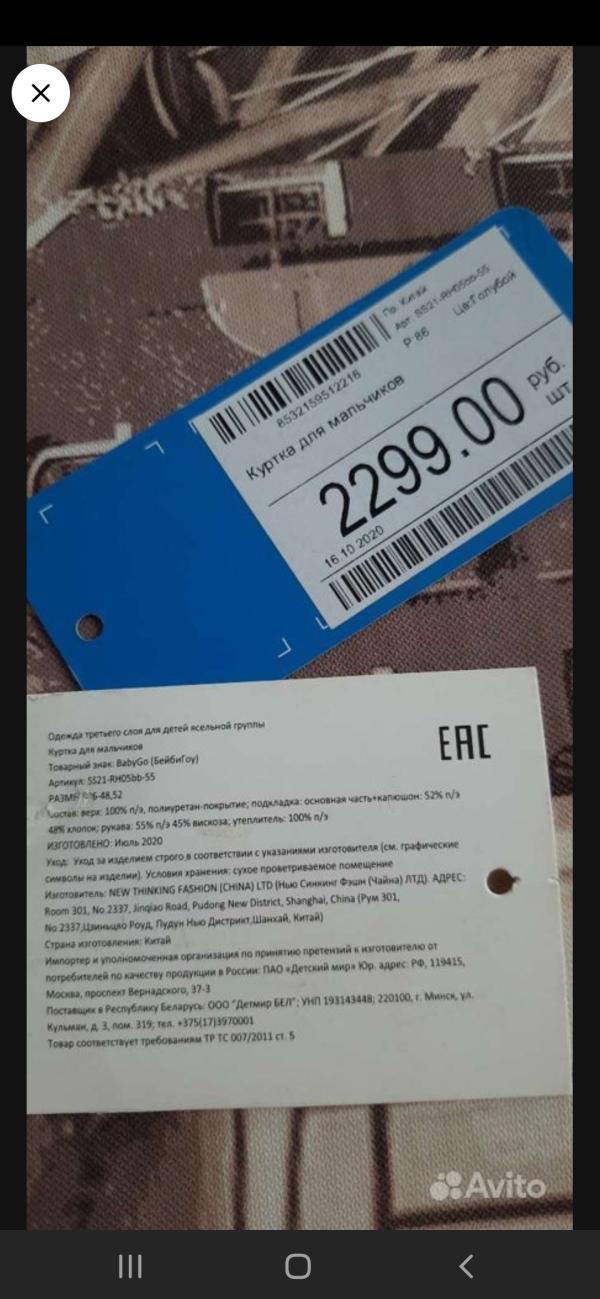 Пр: Китай
Арт: SS21-RH05bb-55
Р 86 Цв:Голубой
8532159512216
Куртка для мальчиков
2299.00 руб.
шт
16.10.2020
Одежда третьего слоя для детей ясельной группы
Куртка для мальчиков
Товарный знак: BabyGo (БейбиГоу)
Артикул: SS21-RH05bb-55
РАЗМЕР 86-48,52
Состав: верх: 100% п/э, полиуретан-покрытие; подкладка: основная часть+капюшон: 52% п/э
48% хлопок; рукава: 55% п/э 45% вискоза; утеплитель: 100% п/э
ИЗГОТОВЛЕНО: Июль 2020
Уход: Уход за изделием строго в соответствии с указаниями изготовителя (см. графические
символы на изделии). Условия хранения: сухое проветриваемое помещение
Изготовитель: NEW THINKING FASHION (CHINA) LTD (Нью Синкинг Фэшн (Чайна) ЛТД). АДРЕС:
Room 301, No.2337, Jinqiao Road, Pudong New District, Shanghai, China (Рум 301,
No.2337,Цзиньцяо Роуд, Пудун Нью Дистрикт,Шанхай, Китай)
Страна изготовления: Китай
Импортер и уполномоченная организация по принятию претензий к изготовителю от
потребителей по качеству продукции в России: ПАО «Детский мир» Юр. адрес: РФ, 119415,
Москва, проспект Вернадского, 37-3
Поставщик в Республику Беларусь: ООО "Детмир БЕЛ"; УНП 193143448; 220100, г. Минск, ул.
Кульман, д. 3, пом. 319; тел. +375(17)3970001
Товар соответствует требованиям ТР ТС 007/2011 ст. 5
EAC
Avito